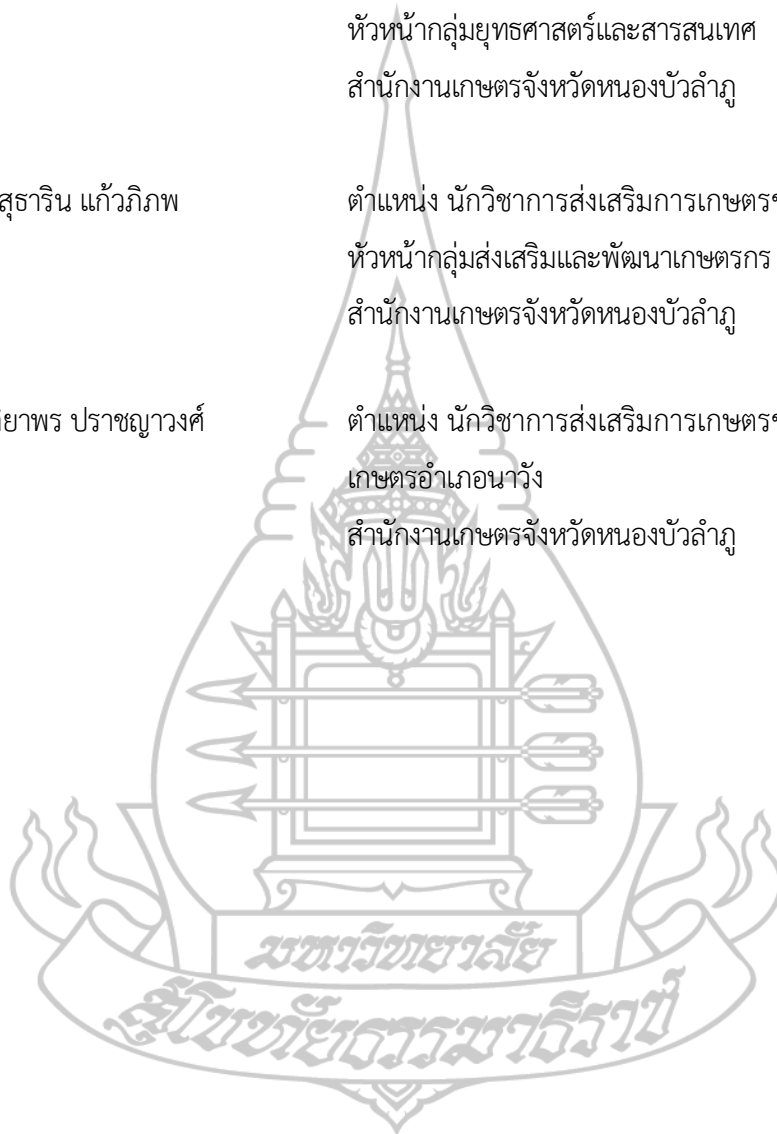 หัวหน้ากลุ่มยุทธศาสตร์และสารสนเทศ
สำนักงานเกษตรจังหวัดหนองบัวลำภู
สุธาริน แก้วภิภพ ตำแหน่ง นักวิชาการส่งเสริมการเกษตร
หัวหน้ากลุ่มส่งเสริมและพัฒนาเกษตรกร
สำนักงานเกษตรจังหวัดหนองบัวลำภู
ยาพร ปราชญาวงศ์ ตำแหน่ง นักวิชาการส่งเสริมการเกษตร
เกษตรอำเภอนาวัง
สำนักงานเกษตรจังหวัดหนองบัวลำภู
มหาวิทยาลัย
สุโขทัยธรรมาธิราช